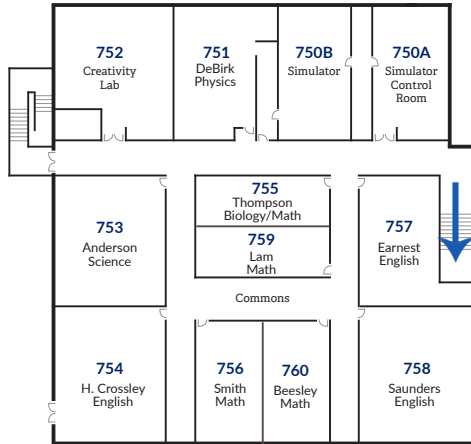 752
Creativity
Lab
751
DeBirk
Physics
750B
Simulator
750A
Simulator
Control
Room
753
Anderson
Science
755
Thompson
Biology/Math
759
Lam
Math
757
Earnest
English
Commons
754
H. Crossley
English
756
Smith
Math
760
Beesley
Math
758
Saunders
English